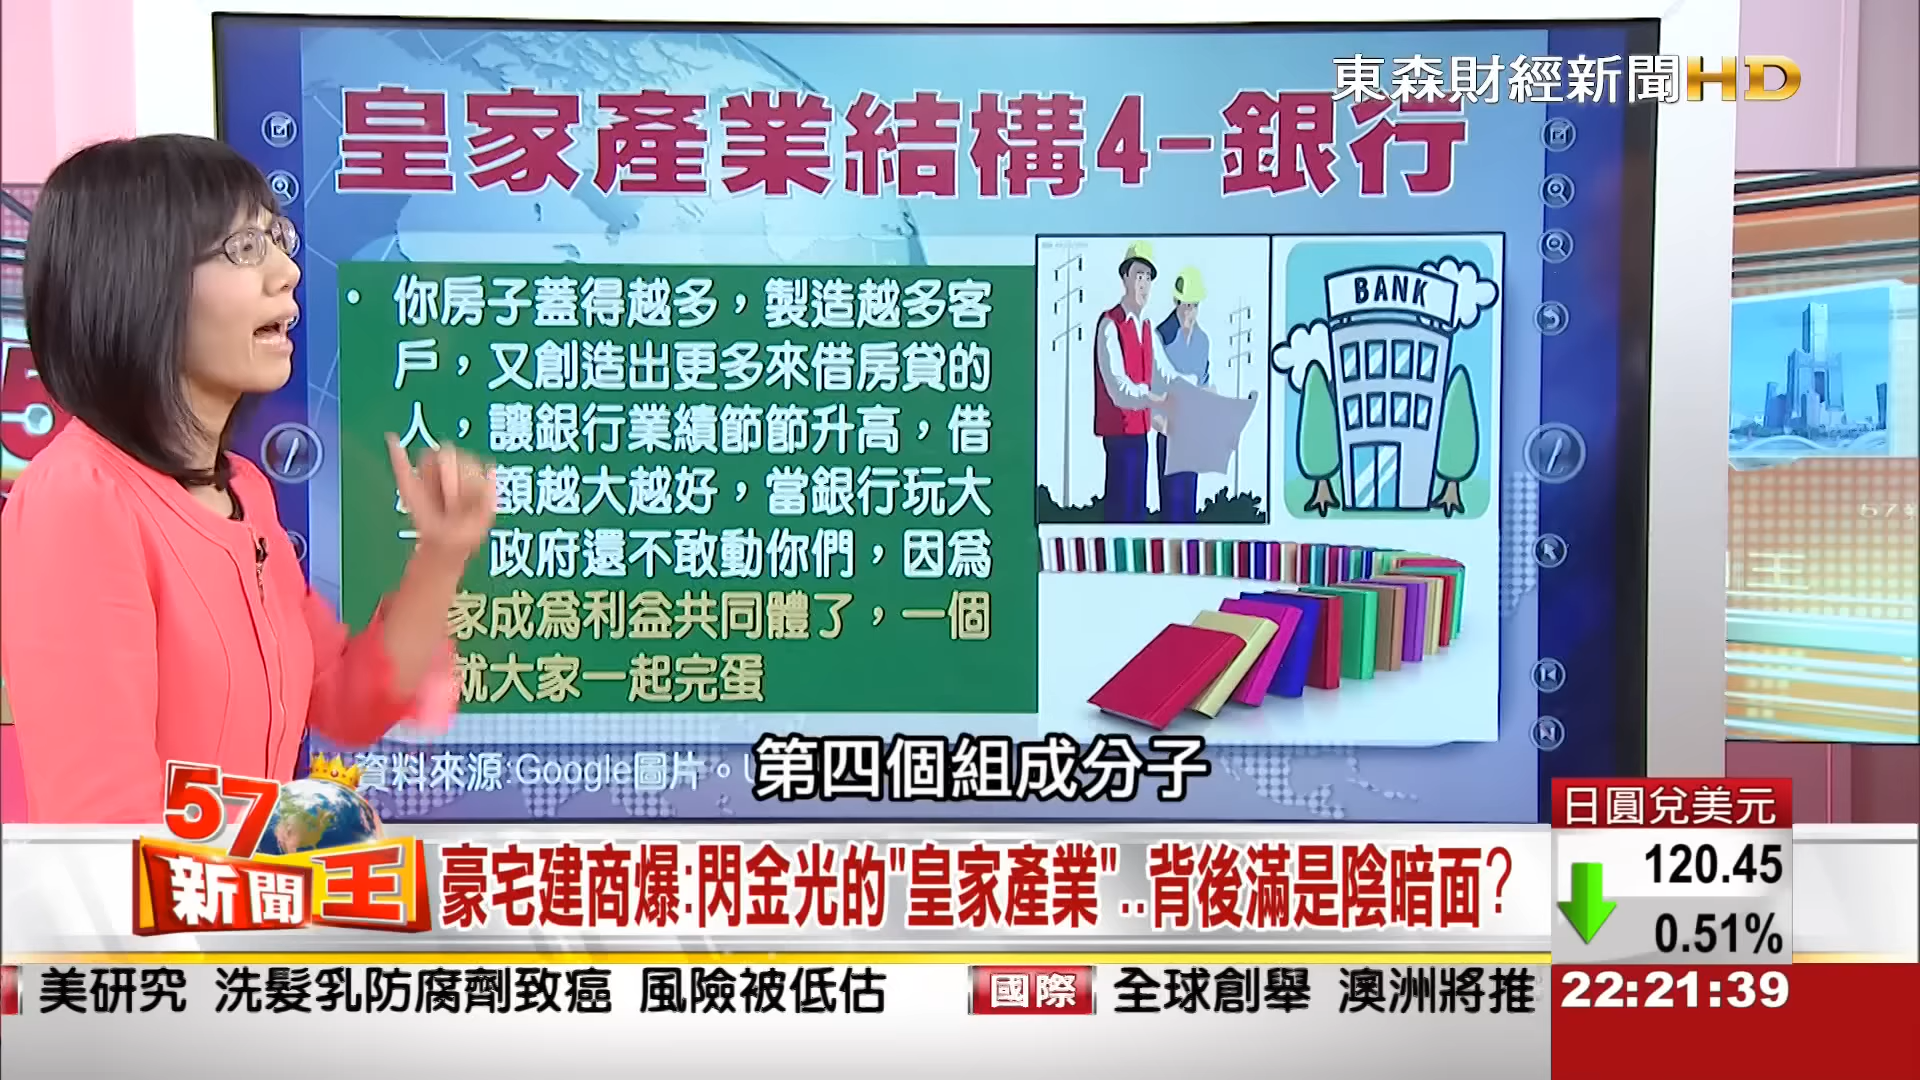 東森財經新聞HD
皇家產業結構4-銀行
BANK
• 你房子蓋得越多，製造越多客
戶，又創造出更多來借房貸的
人，讓銀行業績節節升高，借
額越大越好，當銀行玩大
政府還不敢動你們，因為
家成為利益共同體了，一個
就大家一起完蛋
資料來源:Google圖片。
第四個組成分子
57
新聞王
豪宅建商爆:閃金光的"皇家產業"..背後滿是陰暗面?
日圓兌美元
120.45
0.51%
美研究 洗髮乳防腐劑致癌 風險被低估 國際 全球創舉 澳洲將推
22:21:39